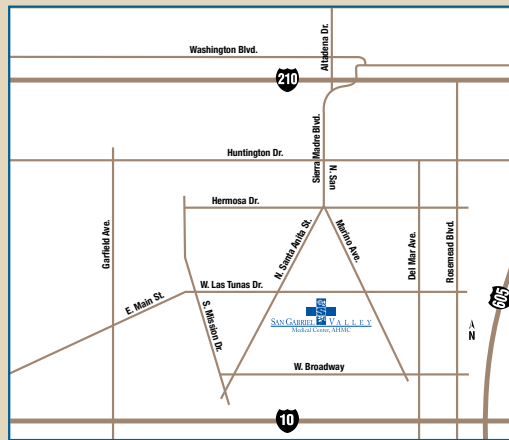 Altadena Dr.
Washington Blvd.
210
Sierra Madre Blvd.
Huntington Dr.
N. San
Marino Ave.
Hermosa Dr.
Garfield Ave.
N. Santa Anita St.
Del Mar Ave.
Rosemead Blvd.
W. Las Tunas Dr.
E. Main St.
S. Mission Dr.
605
SAN GABRIEL VALLEY
Medical Center, AHMC
N
W. Broadway
10